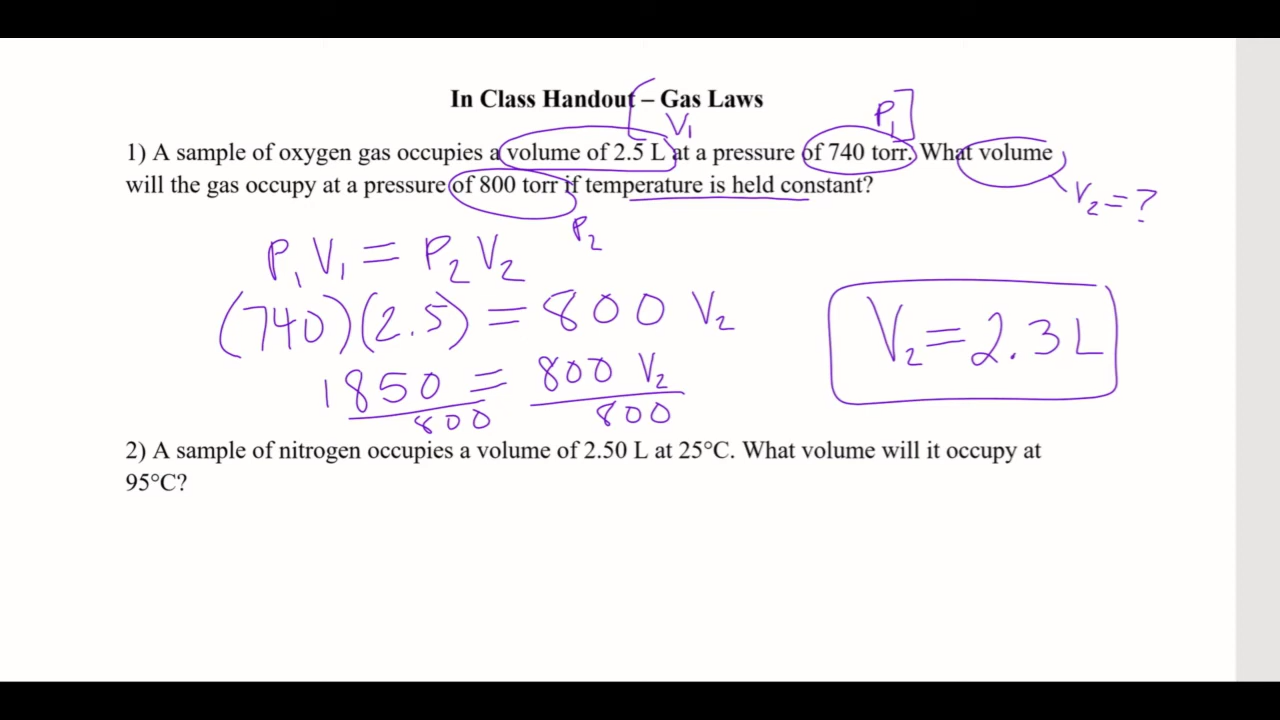 In Class Handout – Gas Laws
V₁ P₁
1) A sample of oxygen gas occupies a volume of 2.5 L at a pressure of 740 torr. What volume
will the gas occupy at a pressure of 800 torr if temperature is held constant?
V₂ = ?
P₂
P₁V₁ = P₂V₂
(740)(2.5) = 800 V₂
V₂ = 2.3 L
1850 = 800 V₂
800 800
2) A sample of nitrogen occupies a volume of 2.50 L at 25°C. What volume will it occupy at
95°C?